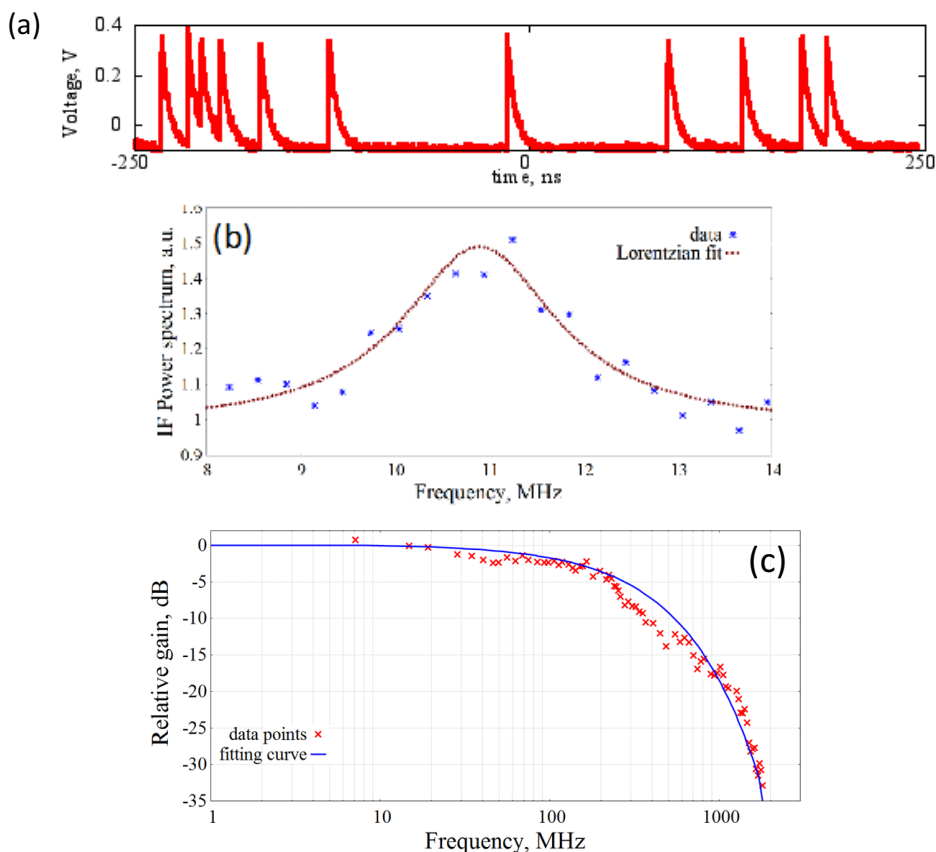 (a)
Voltage, V
0.4
0.2
0
-250
0
250
time, ns
(b)
IF Power spectrum, a.u.
1.6
1.5
1.4
1.3
1.2
1.1
1
0.9
data
Lorentzian fit
8
9
10
11
12
13
14
Frequency, MHz
(c)
Relative gain, dB
0
-5
-10
-15
-20
-25
-30
-35
data points
fitting curve
1
10
100
1000
Frequency, MHz